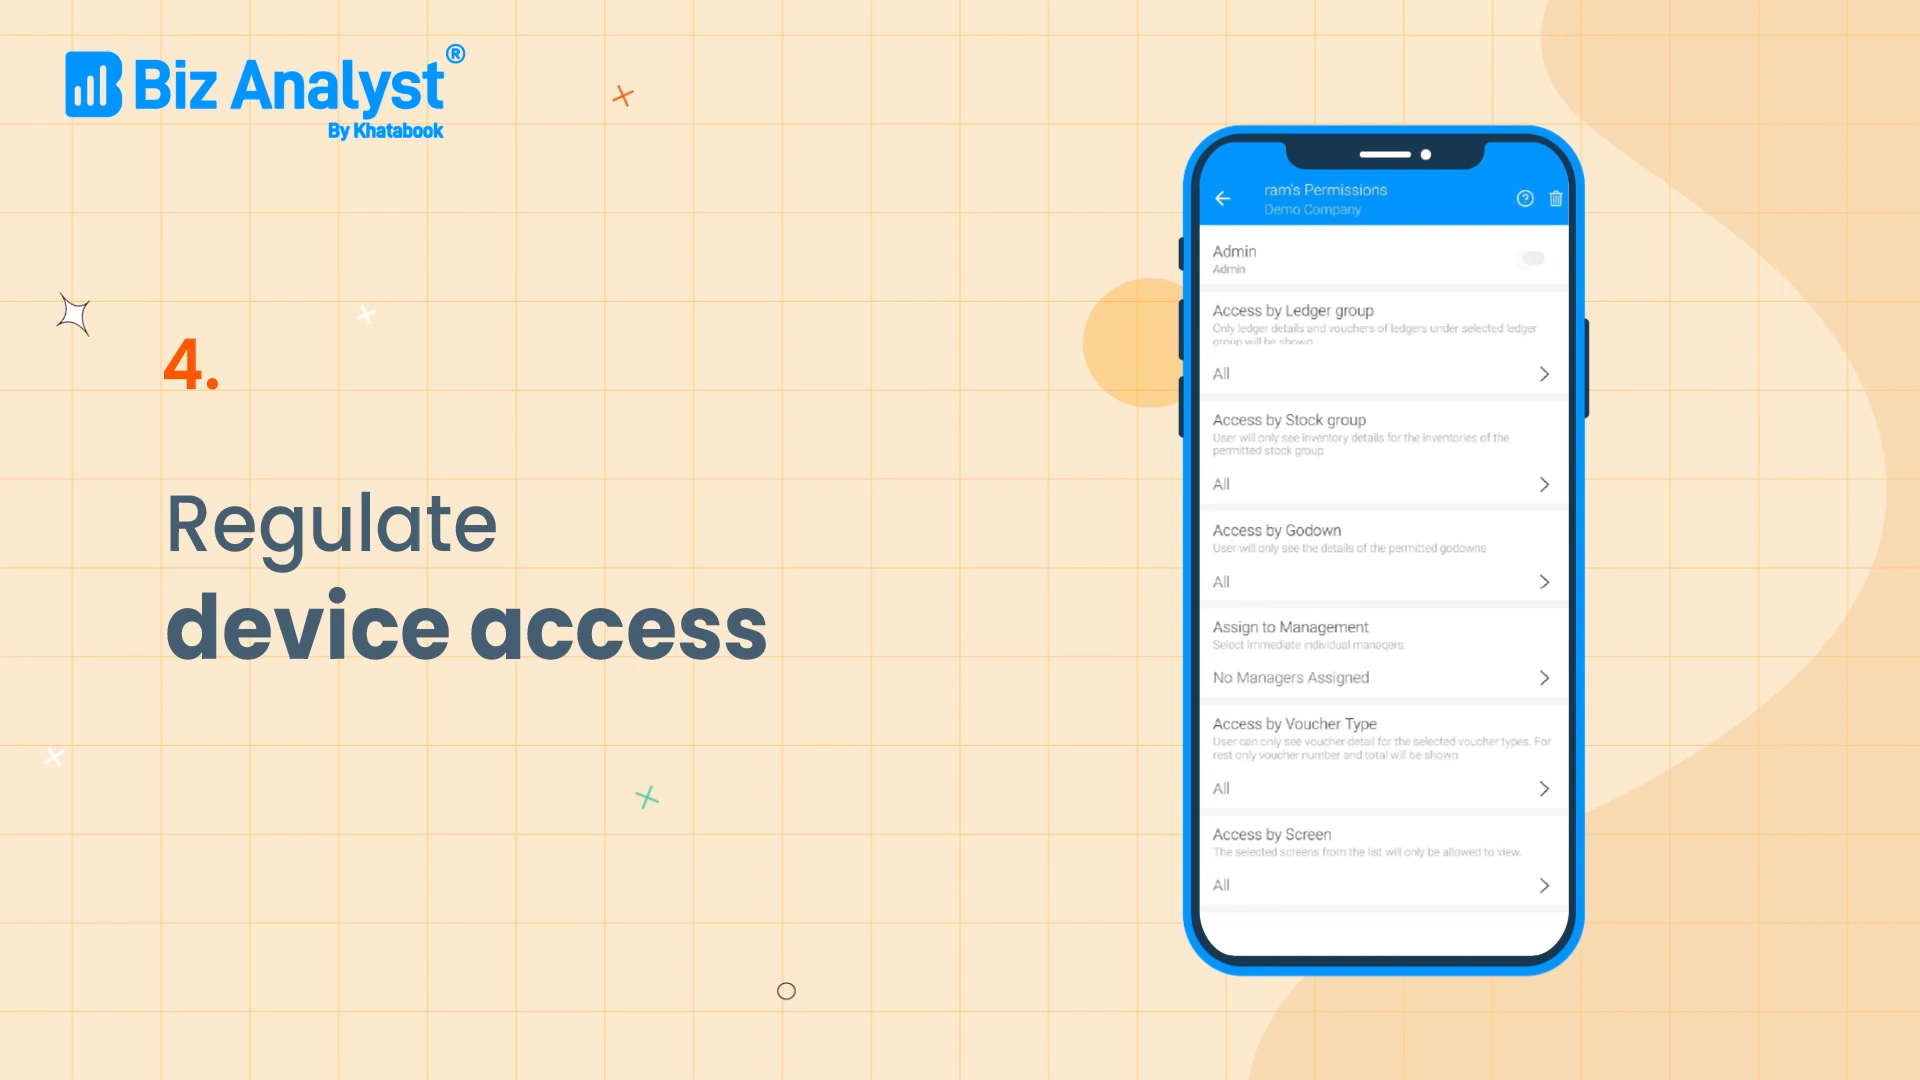 Biz Analyst®
By Khatabook
4.
Regulate
device access
ram's Permissions
Demo Company
Admin
Admin
Access by Ledger group
Only ledger details and vouchers of ledgers under selected ledger
group will be shown
All
Access by Stock group
User will only see inventory details for the inventories of the
permitted stock group
All
Access by Godown
User will only see the details of the permitted godowns
All
Assign to Management
Select immediate individual managers.
No Managers Assigned
Access by Voucher Type
User can only see voucher detail for the selected voucher types. For
rest only voucher number and total will be shown
All
Access by Screen
The selected screens from the list will only be allowed to view.
All